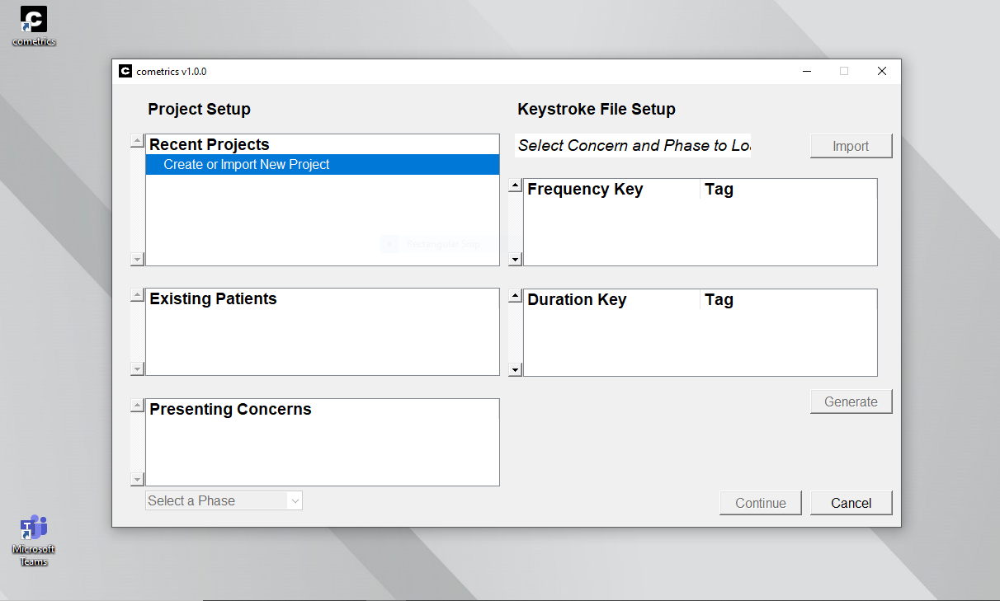 cometrics
cometrics v1.0.0
Project Setup
Recent Projects
Create or Import New Project
Rectangular Snip
Existing Patients
Presenting Concerns
Select a Phase
Keystroke File Setup
Select Concern and Phase to Lo
Import
Frequency Key Tag
Duration Key Tag
Generate
Continue Cancel
Microsoft
Teams